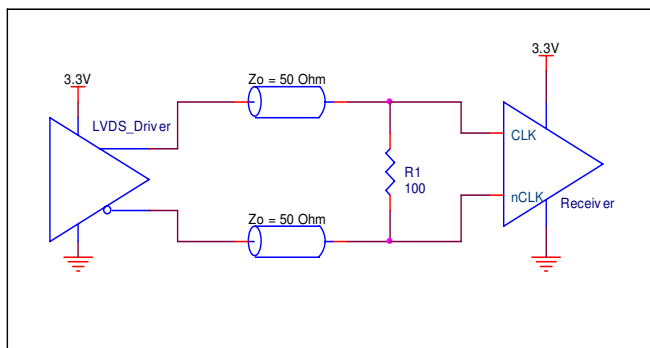 3.3V
LVDS_Driver
Zo = 50 Ohm
Zo = 50 Ohm
R1
100
3.3V
CLK
nCLK
Receiver